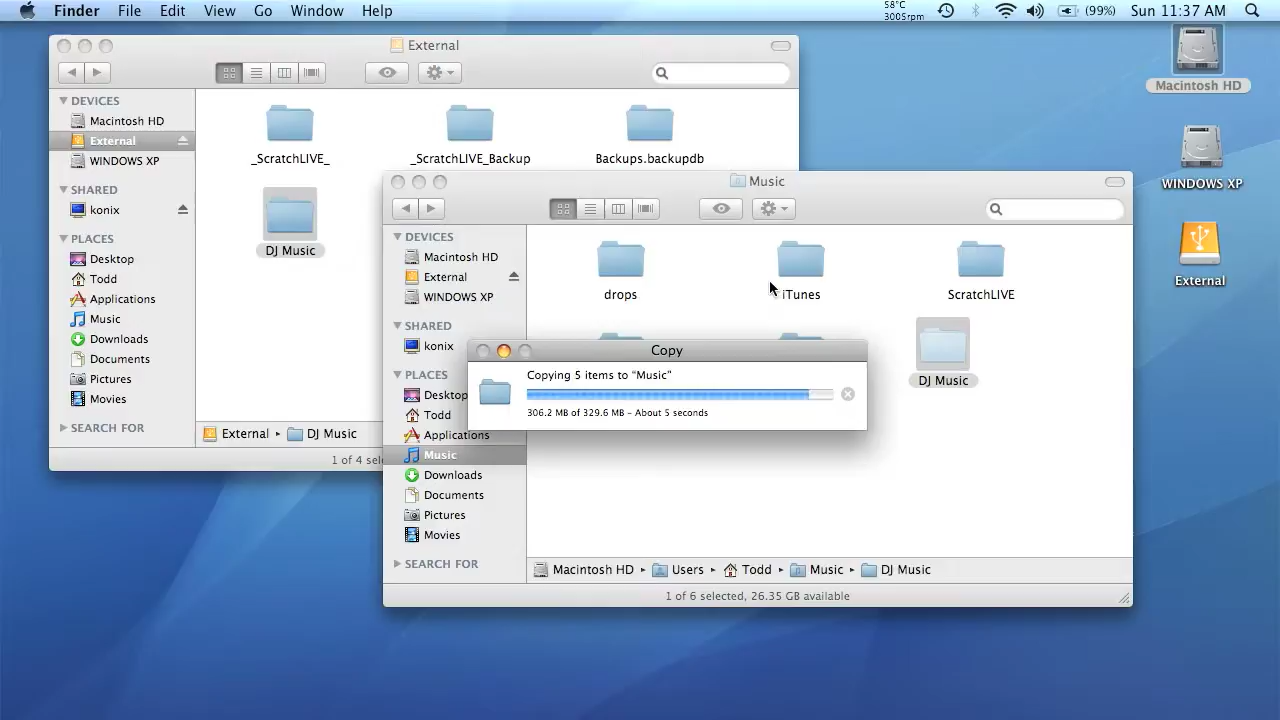 Finder File Edit View Go Window Help
58°C
3005rpm
(99%) Sun 11:37 AM
Macintosh HD
WINDOWS XP
External
External
DEVICES
Macintosh HD
External
WINDOWS XP
SHARED
konix
PLACES
Desktop
Todd
Applications
Music
Downloads
Documents
Pictures
Movies
SEARCH FOR
_ScratchLIVE_ _ScratchLIVE_Backup Backups.backupdb
DJ Music
External ▸ DJ Music
1 of 4 sele
Music
DEVICES
Macintosh HD
External
WINDOWS XP
SHARED
konix
PLACES
Desktop
Todd
Applications
Music
Downloads
Documents
Pictures
Movies
SEARCH FOR
drops iTunes ScratchLIVE
DJ Music
Copy
Copying 5 items to “Music”
306.2 MB of 329.6 MB – About 5 seconds
Macintosh HD ▸ Users ▸ Todd ▸ Music ▸ DJ Music
1 of 6 selected, 26.35 GB available